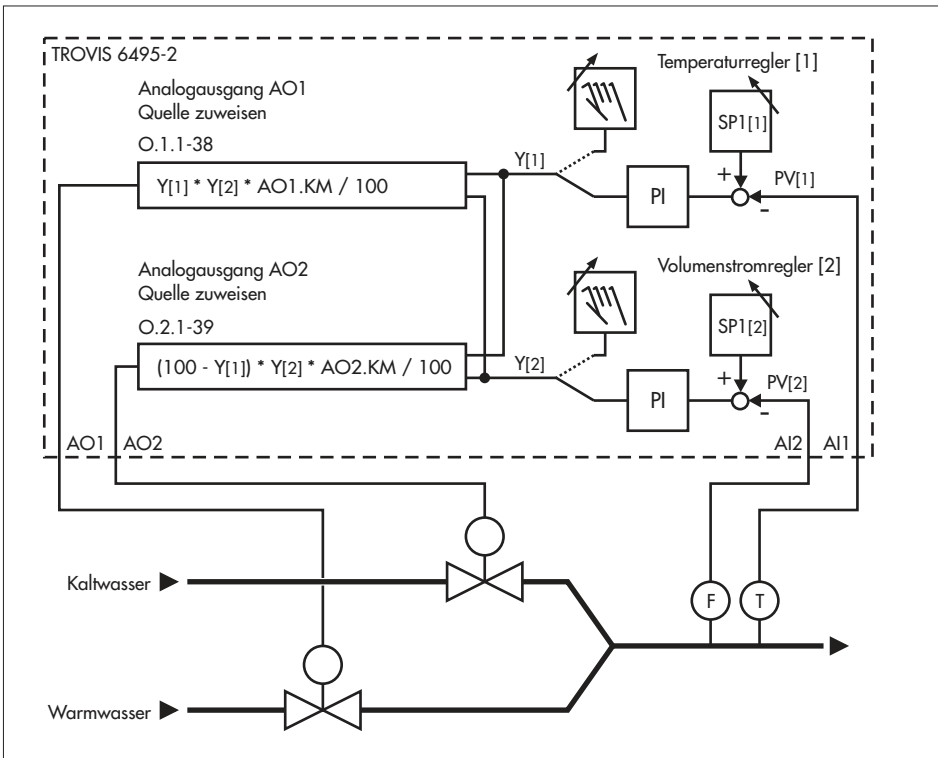 TROVIS 6495-2
Analogausgang AO1
Quelle zuweisen
O.1.1-38
Y[1] * Y[2] * AO1.KM / 100
Y[1]
PI
Temperaturregler [1]
SP1[1]
+
PV[1]
-
Analogausgang AO2
Quelle zuweisen
O.2.1-39
(100 - Y[1]) * Y[2] * AO2.KM / 100
Y[2]
PI
Volumenstromregler [2]
SP1[2]
+
PV[2]
-
AO1 AO2
AI2 AI1
Kaltwasser
F T
Warmwasser